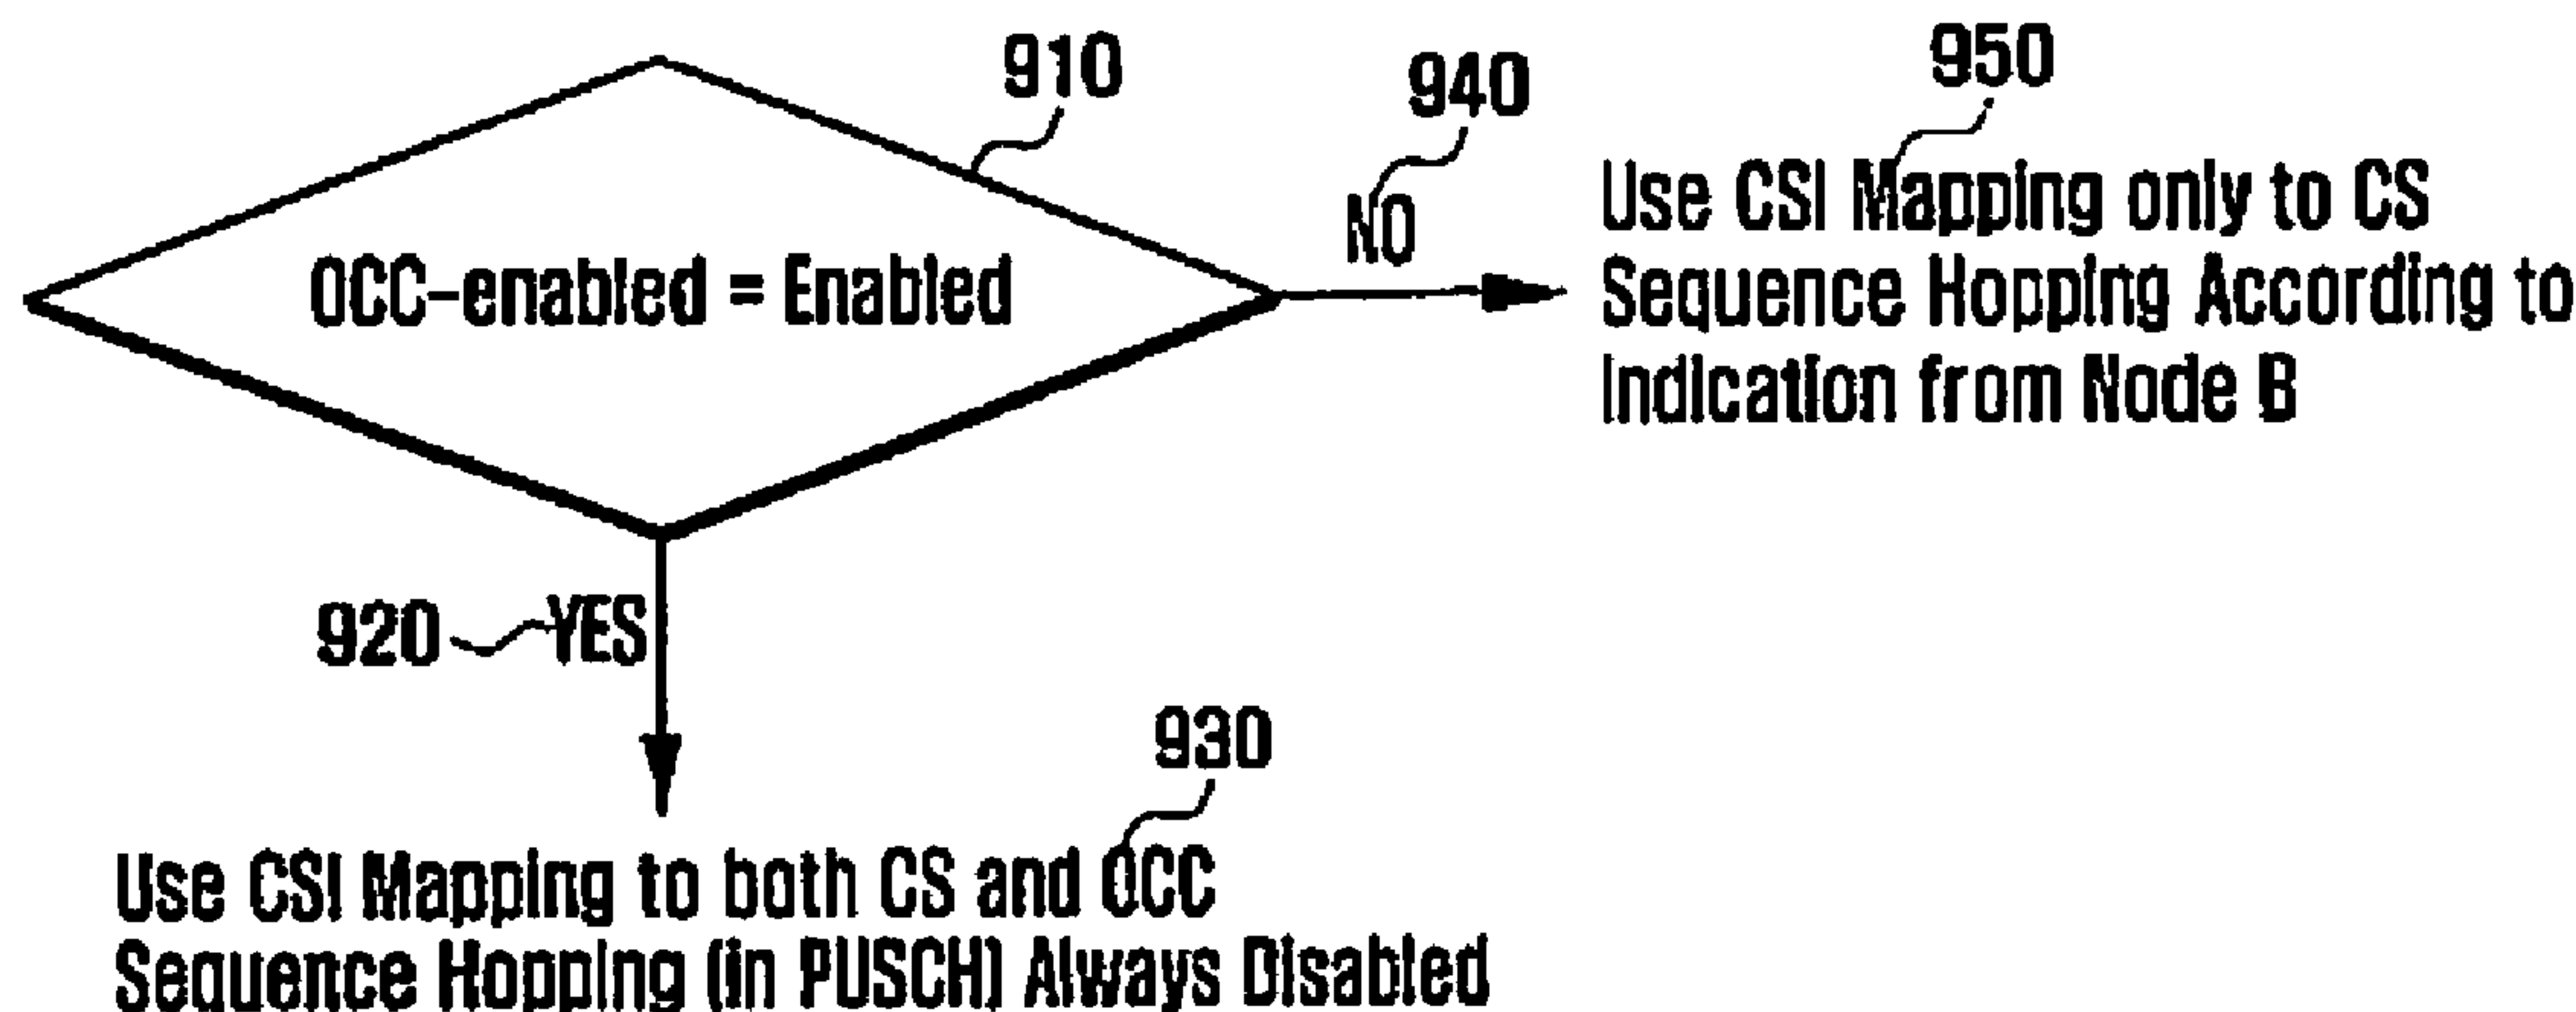 910
940
950
NO
Use CSI Mapping only to CS
Sequence Hopping According to
Indication from Node B
OCC-enabled = Enabled
920
YES
930
Use CSI Mapping to both CS and OCC
Sequence Hopping (in PUSCH) Always Disabled